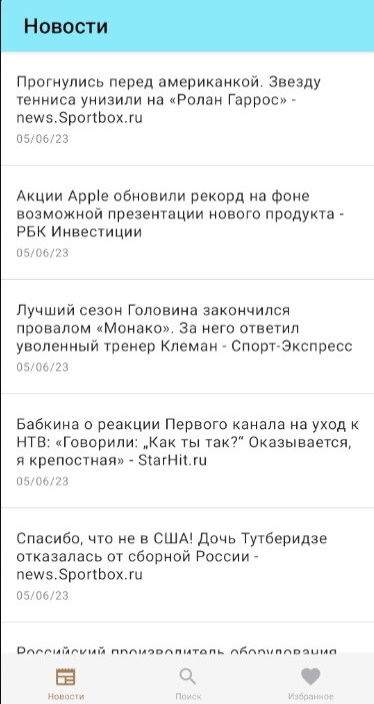 Новости
Прогнулись перед американкой. Звезду
тенниса унизили на «Ролан Гаррос» -
news.Sportbox.ru
05/06/23
Акции Apple обновили рекорд на фоне
возможной презентации нового продукта -
РБК Инвестиции
05/06/23
Лучший сезон Головина закончился
провалом «Монако». За него ответил
уволенный тренер Клеман - Спорт-Экспресс
05/06/23
Бабкина о реакции Первого канала на уход к
НТВ: «Говорили: „Как ты так?“ Оказывается,
я крепостная» - StarHit.ru
05/06/23
Спасибо, что не в США! Дочь Тутберидзе
отказалась от сборной России -
news.Sportbox.ru
05/06/23
Российский производитель оборудования
Новости
Поиск
Избранное